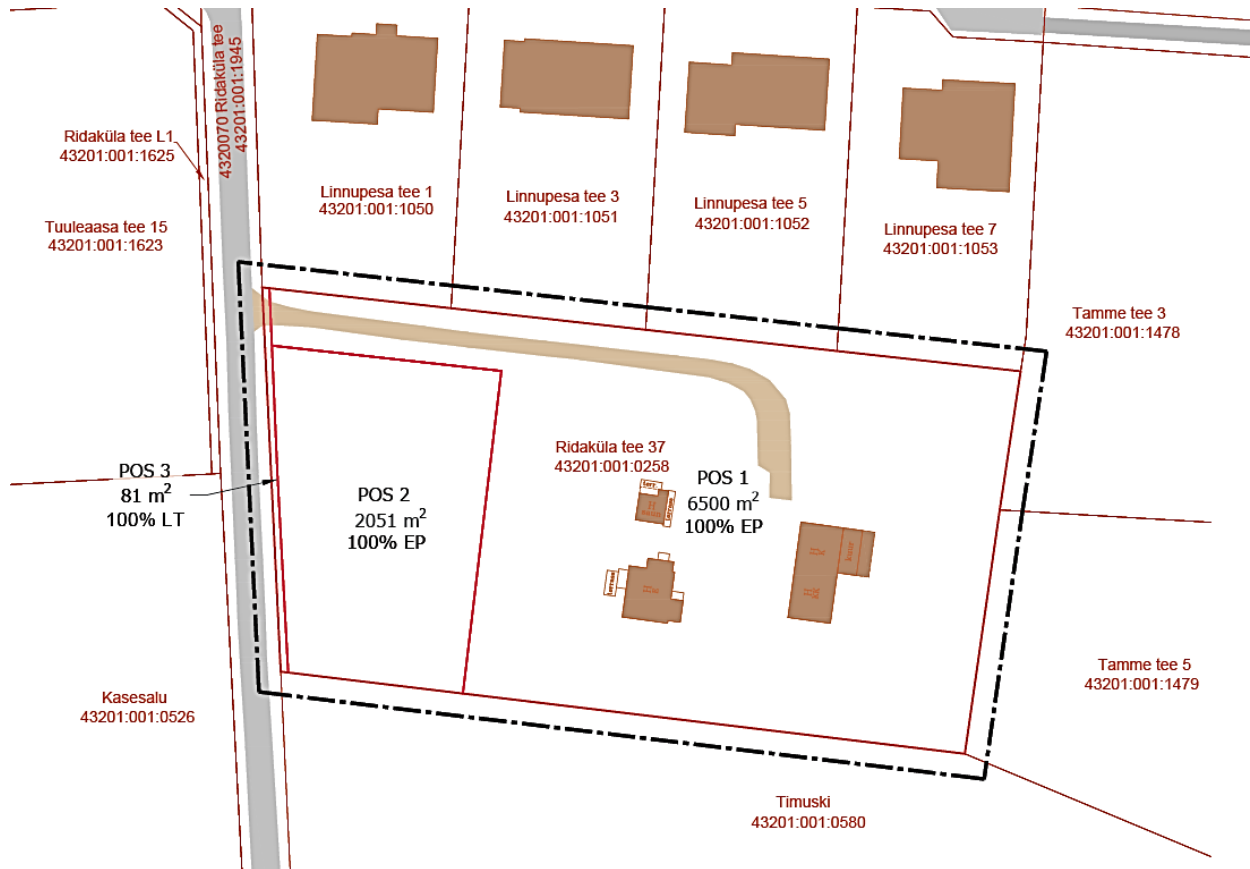 4320070 Ridaküla tee
43201:001:1945
Ridaküla tee L1
43201:001:1625
Tuuleaasa tee 15
43201:001:1623
Linnupesa tee 1
43201:001:1050
Linnupesa tee 3
43201:001:1051
Linnupesa tee 5
43201:001:1052
Linnupesa tee 7
43201:001:1053
Tamme tee 3
43201:001:1478
Ridaküla tee 37
43201:001:0258
POS 1
6500 m²
100% EP
POS 3
81 m²
100% LT
POS 2
2051 m²
100% EP
terr
terrass
terrass
Kasesalu
43201:001:0526
Tamme tee 5
43201:001:1479
Timuski
43201:001:0580